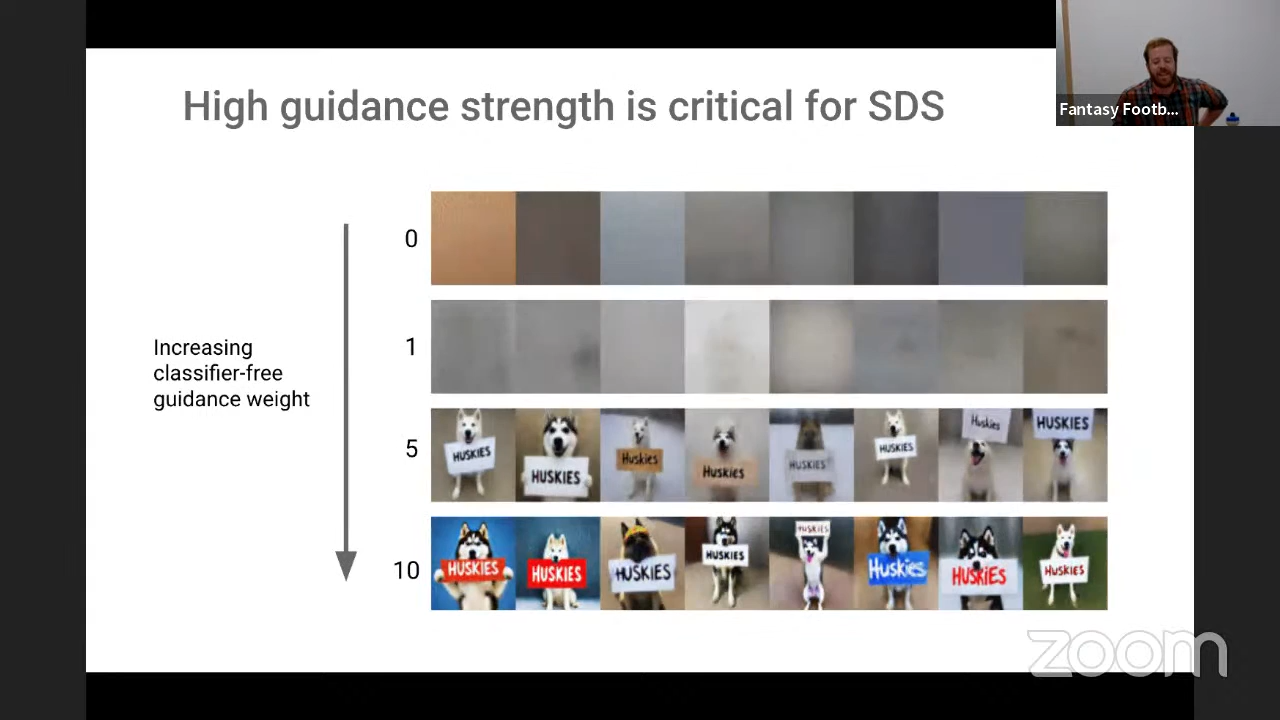 High guidance strength is critical for SDS
Fantasy Footb...
0
Increasing
classifier-free
guidance weight
1
5
HUSKIES
HUSKIES
Huskies
HUSKIES
HUSKIES
HUSKIES
Huskies
HUSKIES
10
HUSKIES
HUSKIES
HUSKIES
HUSKIES
HUSKIES
Huskies
HUSKiES
HUSKIES
zoom